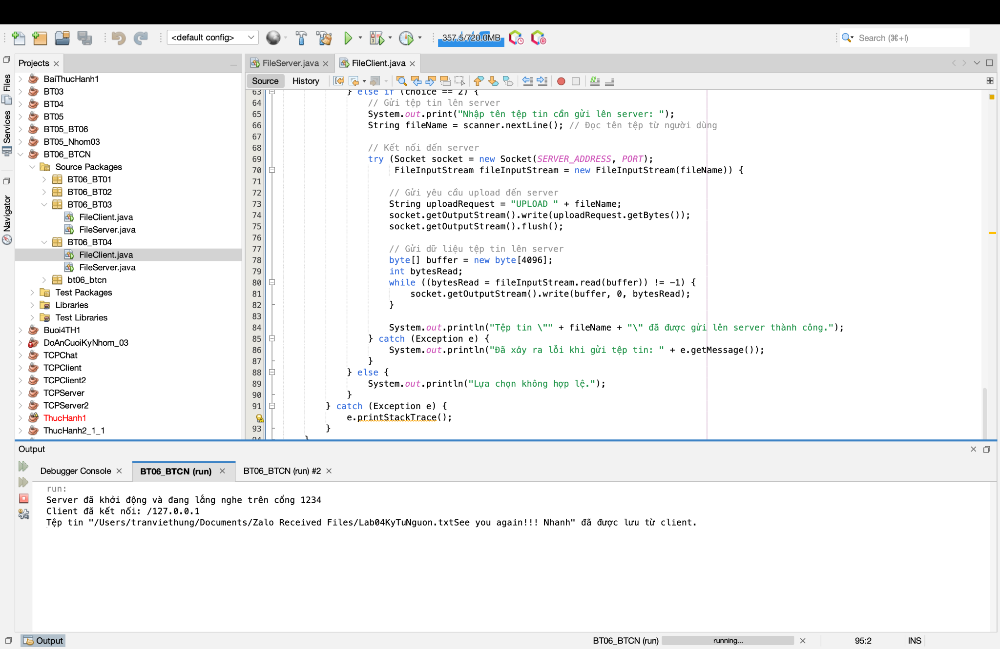 <default config>
357.5/720.0MB
Search (⌘+I)
Projects
FileServer.java
FileClient.java
Files
Services
Navigator
BaiThucHanh1
BT03
BT04
BT05
BT05_BT06
BT05_Nhom03
BT06_BTCN
Source Packages
BT06_BT01
BT06_BT02
BT06_BT03
FileClient.java
FileServer.java
BT06_BT04
FileClient.java
FileServer.java
bt06_btcn
Test Packages
Libraries
Test Libraries
Buoi4TH1
DoAnCuoiKyNhom_03
TCPChat
TCPClient
TCPClient2
TCPServer
TCPServer2
ThucHanh1
ThucHanh2_1_1
Source History
63 } else if (choice == 2) {
64 // Gửi tệp tin lên server
65 System.out.print("Nhập tên tệp tin cần gửi lên server: ");
66 String fileName = scanner.nextLine(); // Đọc tên tệp từ người dùng
67
68 // Kết nối đến server
69 try (Socket socket = new Socket(SERVER_ADDRESS, PORT);
70 FileInputStream fileInputStream = new FileInputStream(fileName)) {
71
72 // Gửi yêu cầu upload đến server
73 String uploadRequest = "UPLOAD " + fileName;
74 socket.getOutputStream().write(uploadRequest.getBytes());
75 socket.getOutputStream().flush();
76
77 // Gửi dữ liệu tệp tin lên server
78 byte[] buffer = new byte[4096];
79 int bytesRead;
80 while ((bytesRead = fileInputStream.read(buffer)) != -1) {
81 socket.getOutputStream().write(buffer, 0, bytesRead);
82 }
83
84 System.out.println("Tệp tin \"" + fileName + "\" đã được gửi lên server thành công.");
85 } catch (Exception e) {
86 System.out.println("Đã xảy ra lỗi khi gửi tệp tin: " + e.getMessage());
87 }
88 } else {
89 System.out.println("Lựa chọn không hợp lệ.");
90 }
91 } catch (Exception e) {
e.printStackTrace();
93 }
94 }
Output
Debugger Console
BT06_BTCN (run)
BT06_BTCN (run) #2
run:
Server đã khởi động và đang lắng nghe trên cổng 1234
Client đã kết nối: /127.0.0.1
Tệp tin "/Users/tranviethung/Documents/Zalo Received Files/Lab04KyTuNguon.txtSee you again!!! Nhanh" đã được lưu từ client.
Output
BT06_BTCN (run)
running...
95:2
INS